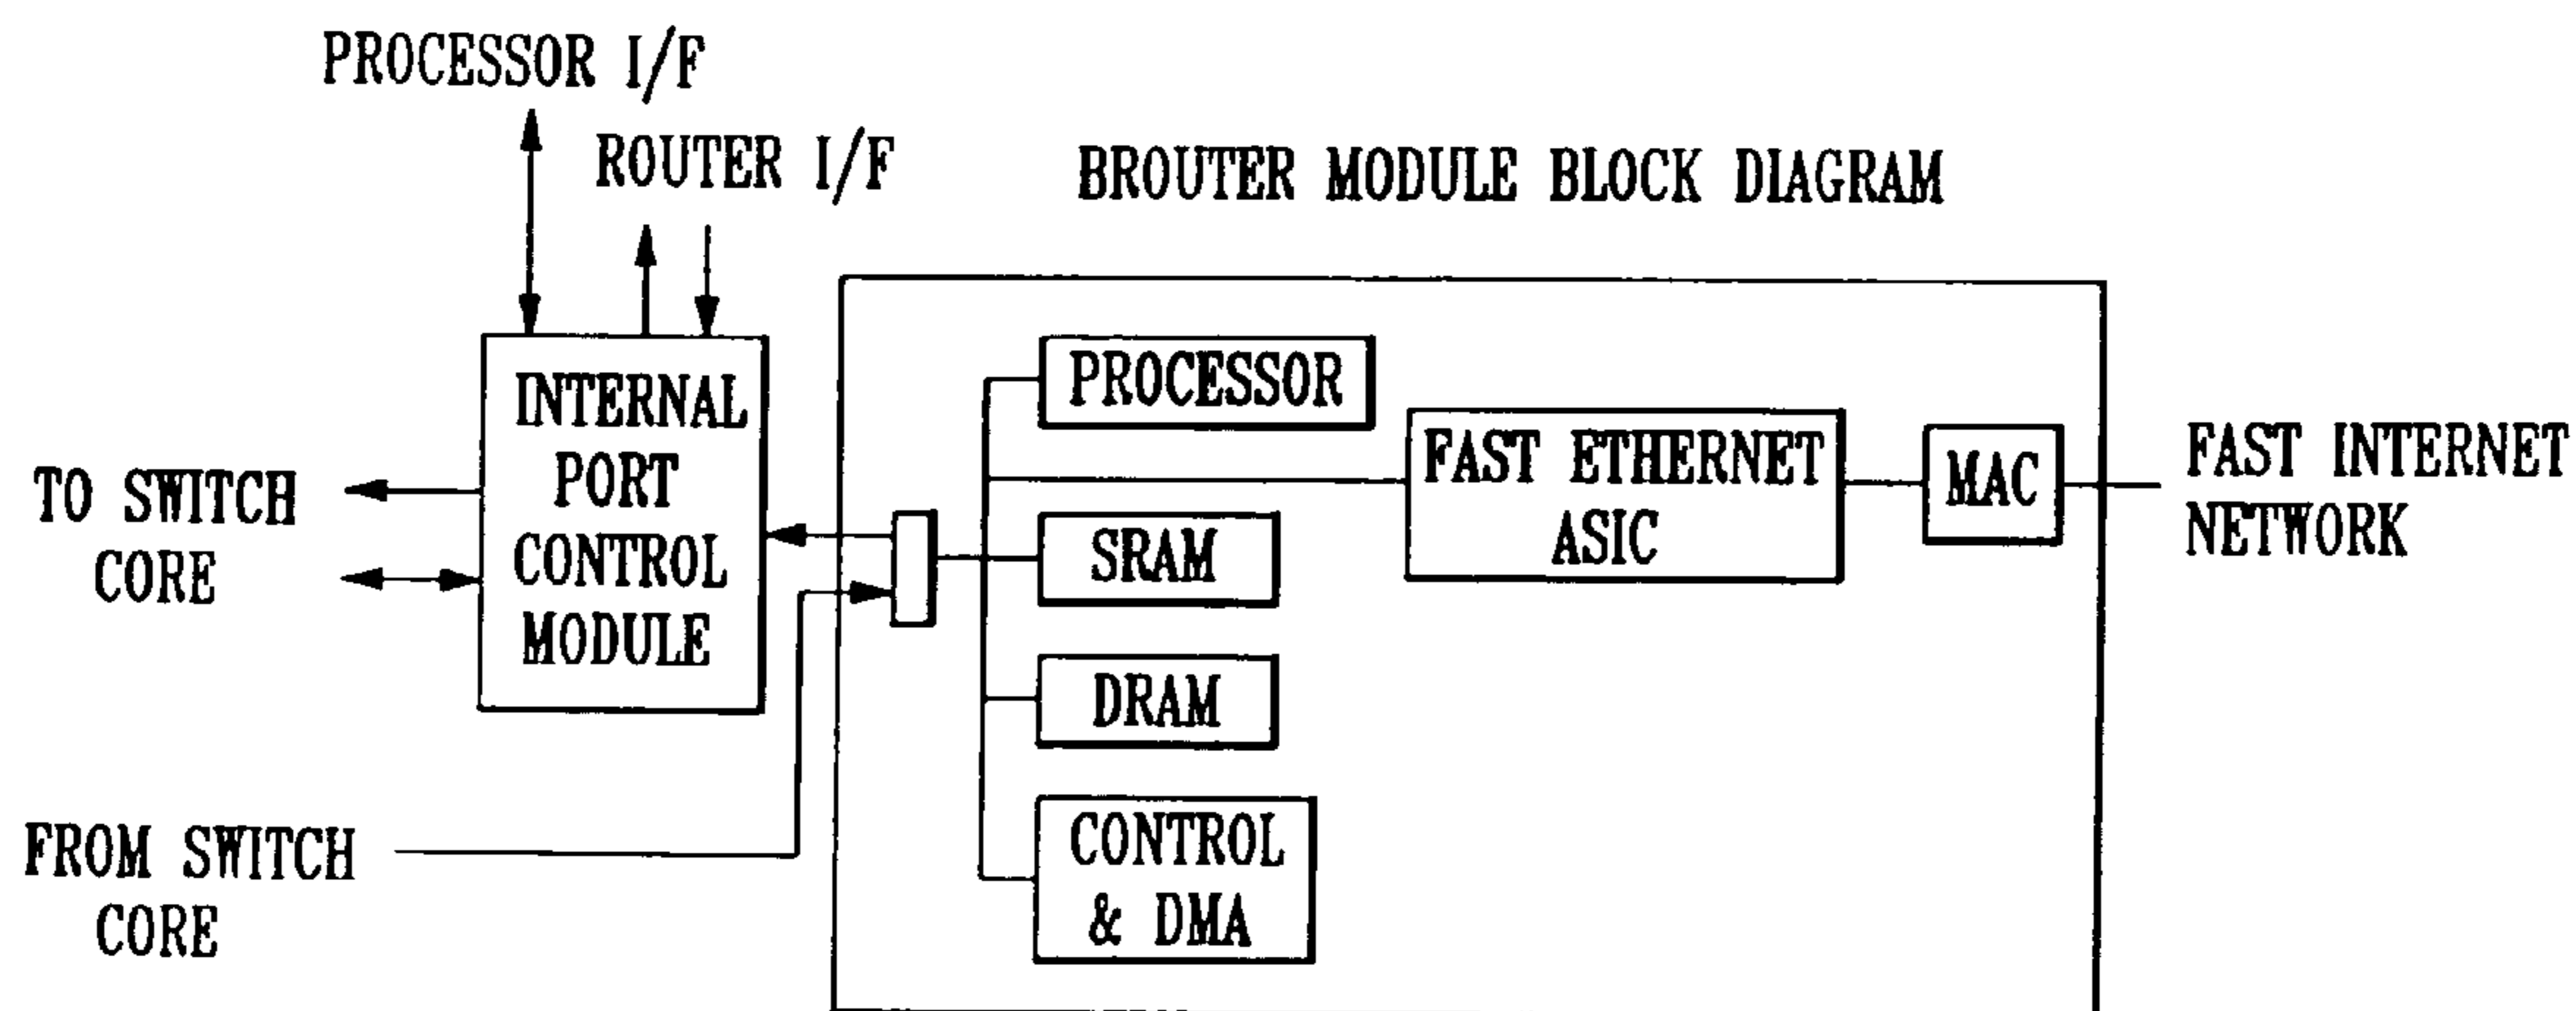 PROCESSOR I/F
ROUTER I/F
BROUTER MODULE BLOCK DIAGRAM
INTERNAL
PORT
CONTROL
MODULE
TO SWITCH
CORE
FROM SWITCH
CORE
PROCESSOR
FAST ETHERNET
ASIC
MAC
FAST INTERNET
NETWORK
SRAM
DRAM
CONTROL
& DMA